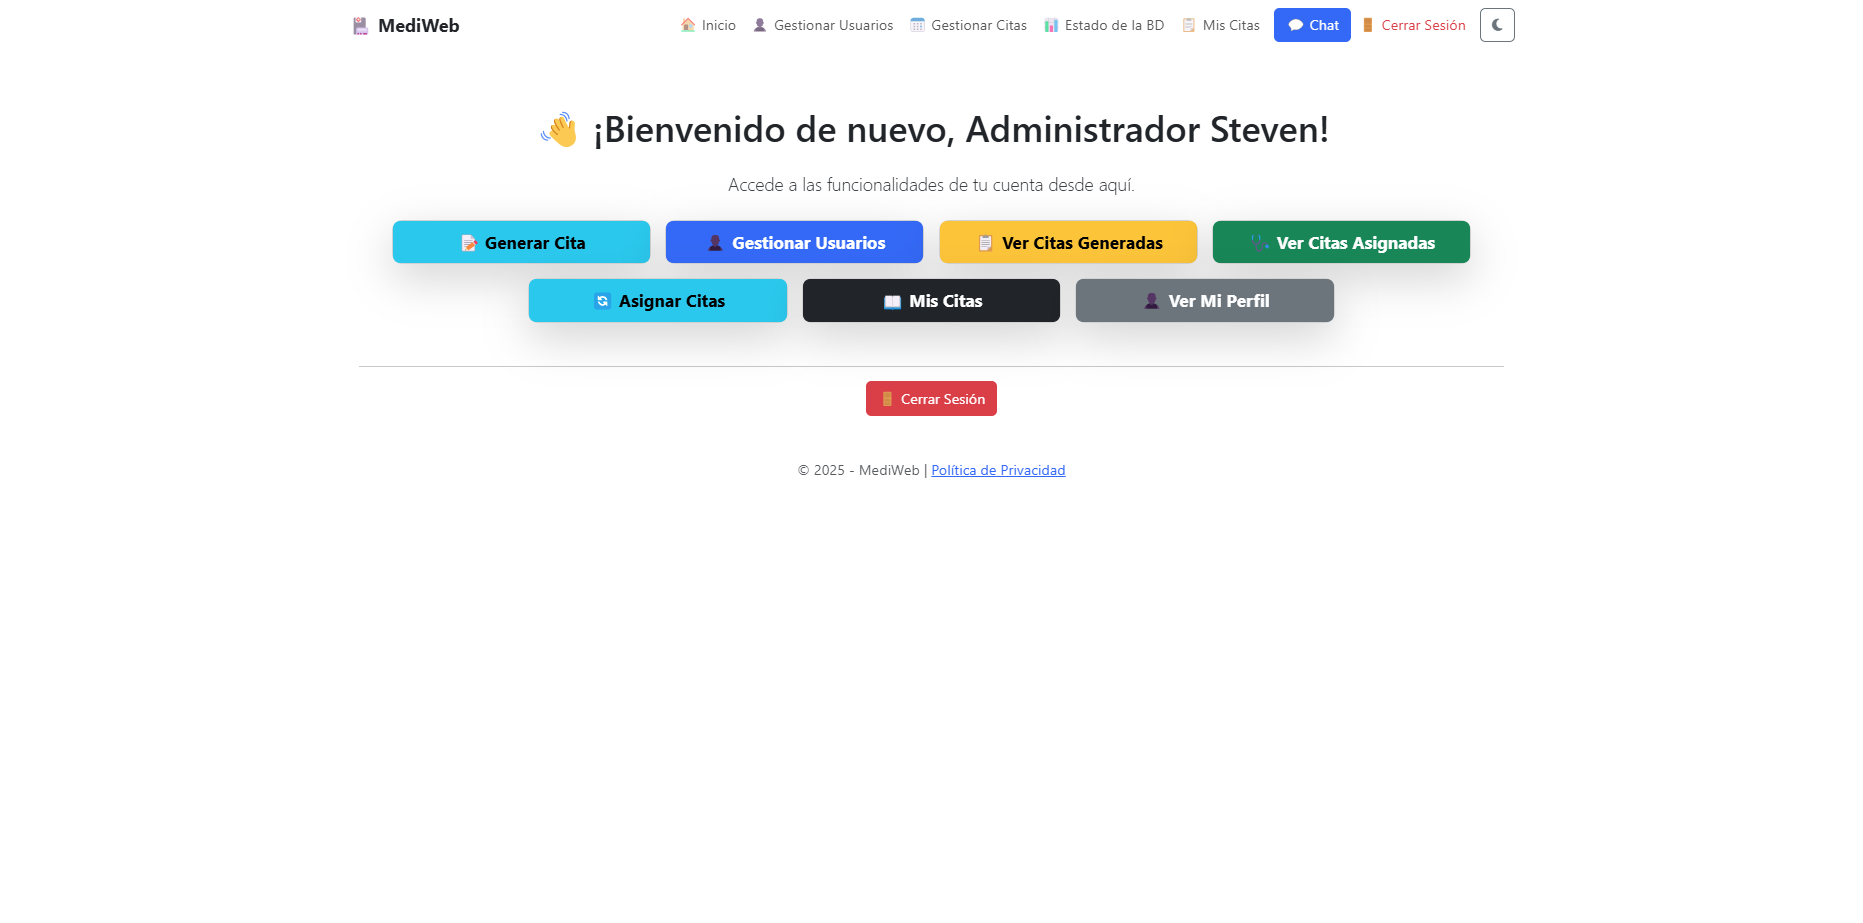 MediWeb Inicio Gestionar Usuarios Gestionar Citas Estado de la BD Mis Citas Chat Cerrar Sesión
¡Bienvenido de nuevo, Administrador Steven!
Accede a las funcionalidades de tu cuenta desde aquí.
Generar Cita Gestionar Usuarios Ver Citas Generadas Ver Citas Asignadas
Asignar Citas Mis Citas Ver Mi Perfil
Cerrar Sesión
© 2025 - MediWeb | Política de Privacidad